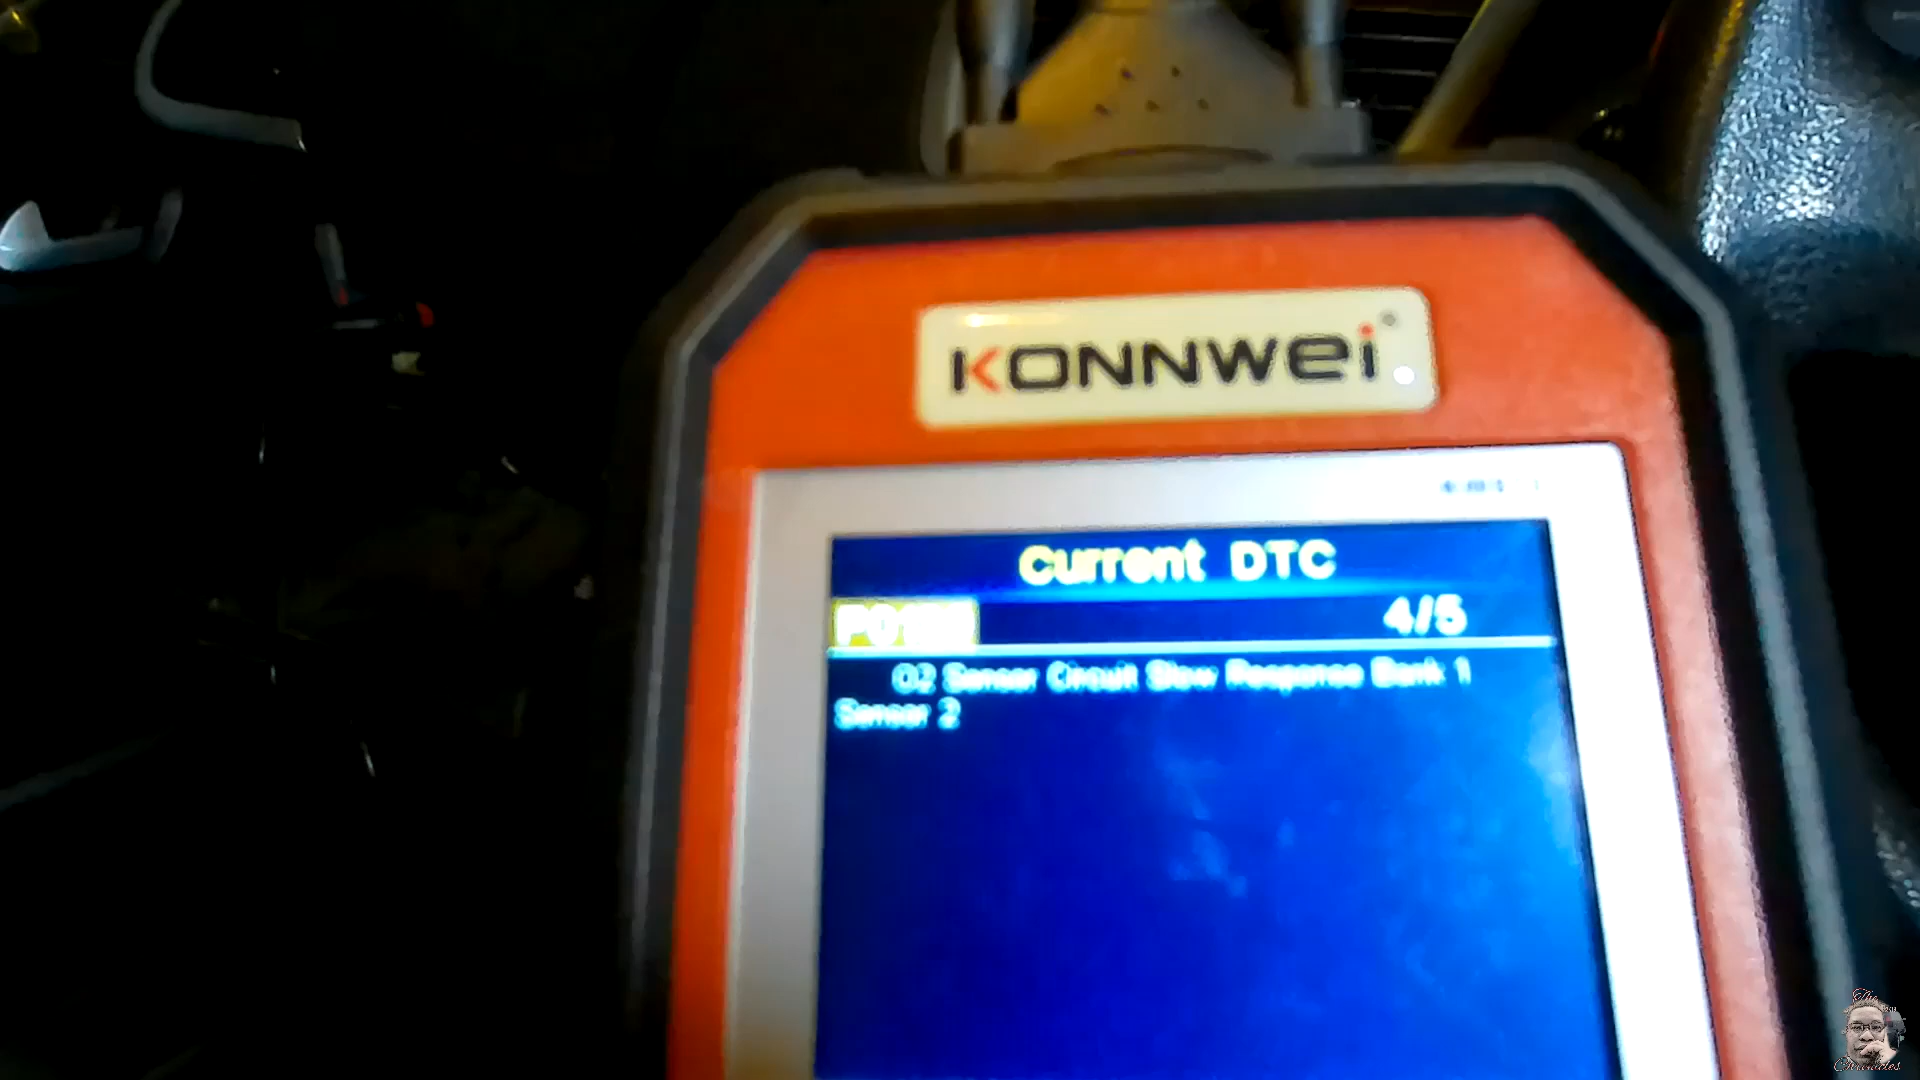 KONNWEI
Current DTC
4/5
O2 Sensor Circuit Slow Response Bank 1
Sensor 2